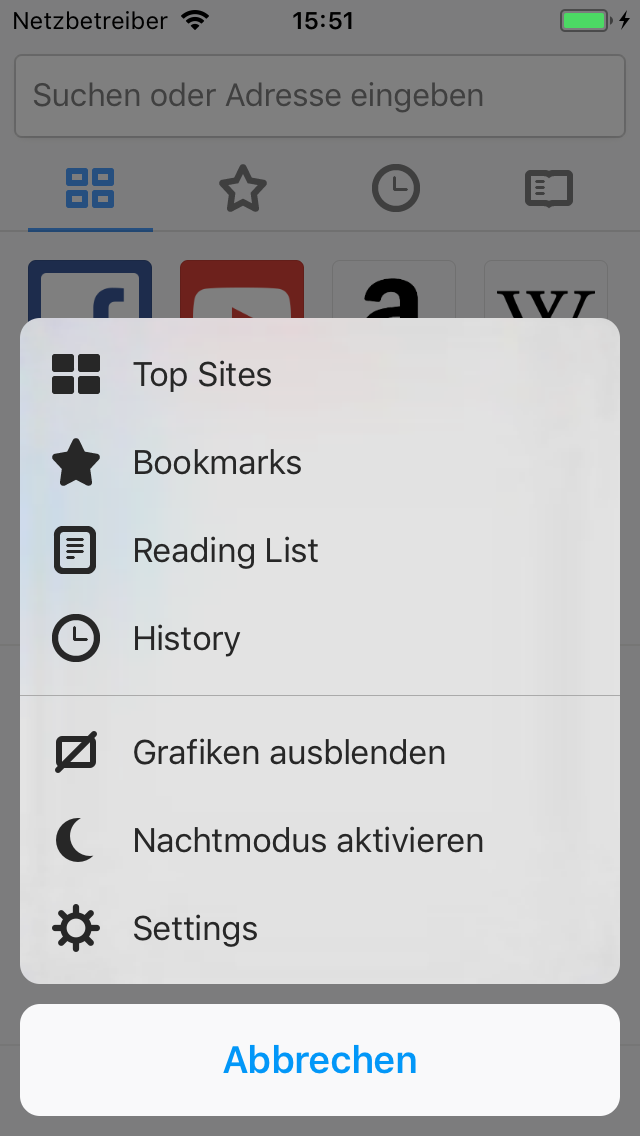 Netzbetreiber 15:51
Suchen oder Adresse eingeben
f a W
Top Sites
Bookmarks
Reading List
History
Grafiken ausblenden
Nachtmodus aktivieren
Settings
Abbrechen